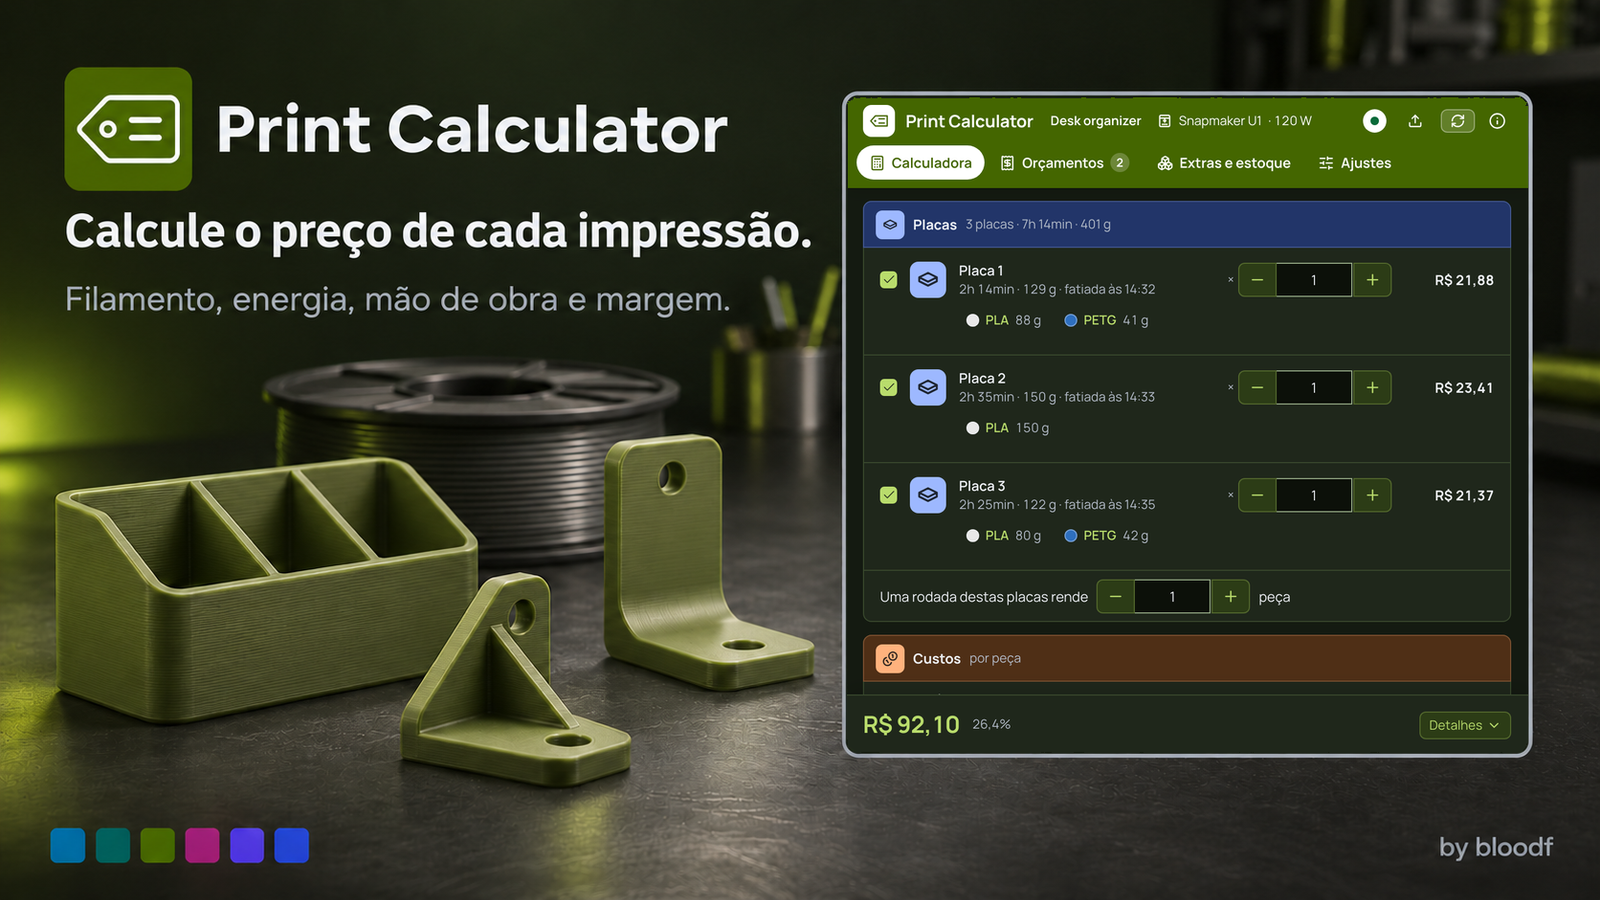 Print Calculator
Calcule o preço de cada impressão.
Filamento, energia, mão de obra e margem.
Print Calculator Desk organizer Snapmaker U1 · 120 W
Calculadora Orçamentos 2 Extras e estoque Ajustes
Placas 3 placas · 7h 14min · 401 g
Placa 1
2h 14min · 129 g · fatiada às 14:32
× − 1 + R$ 21,88
PLA 88 g PETG 41 g
Placa 2
2h 35min · 150 g · fatiada às 14:33
× − 1 + R$ 23,41
PLA 150 g
Placa 3
2h 25min · 122 g · fatiada às 14:35
× − 1 + R$ 21,37
PLA 80 g PETG 42 g
Uma rodada destas placas rende − 1 + peça
Custos por peça
R$ 92,10 26,4% Detalhes
by bloodf